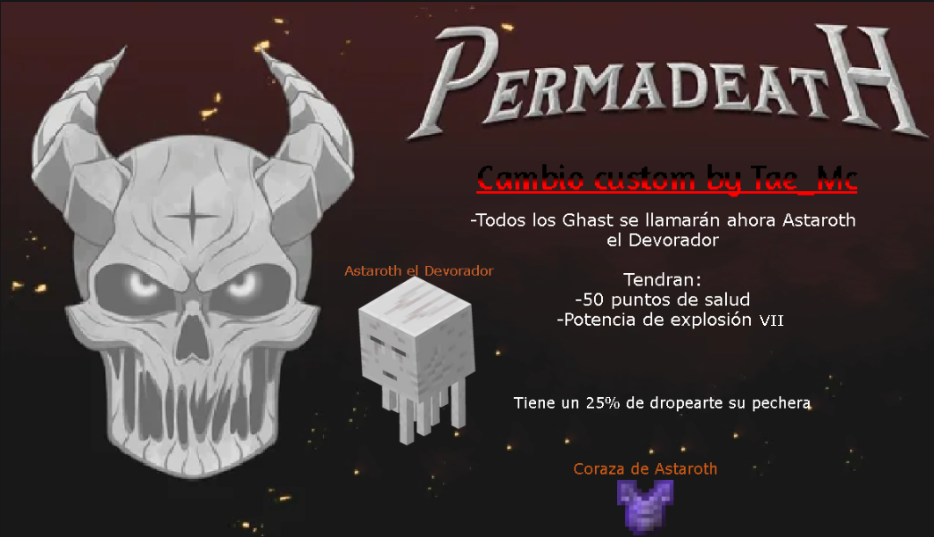 PERMADEATH
Cambio custom by Tae_Mc
-Todos los Ghast se llamarán ahora Astaroth
el Devorador
Astaroth el Devorador
Tendran:
-50 puntos de salud
-Potencia de explosión VII
Tiene un 25% de dropearte su pechera
Coraza de Astaroth